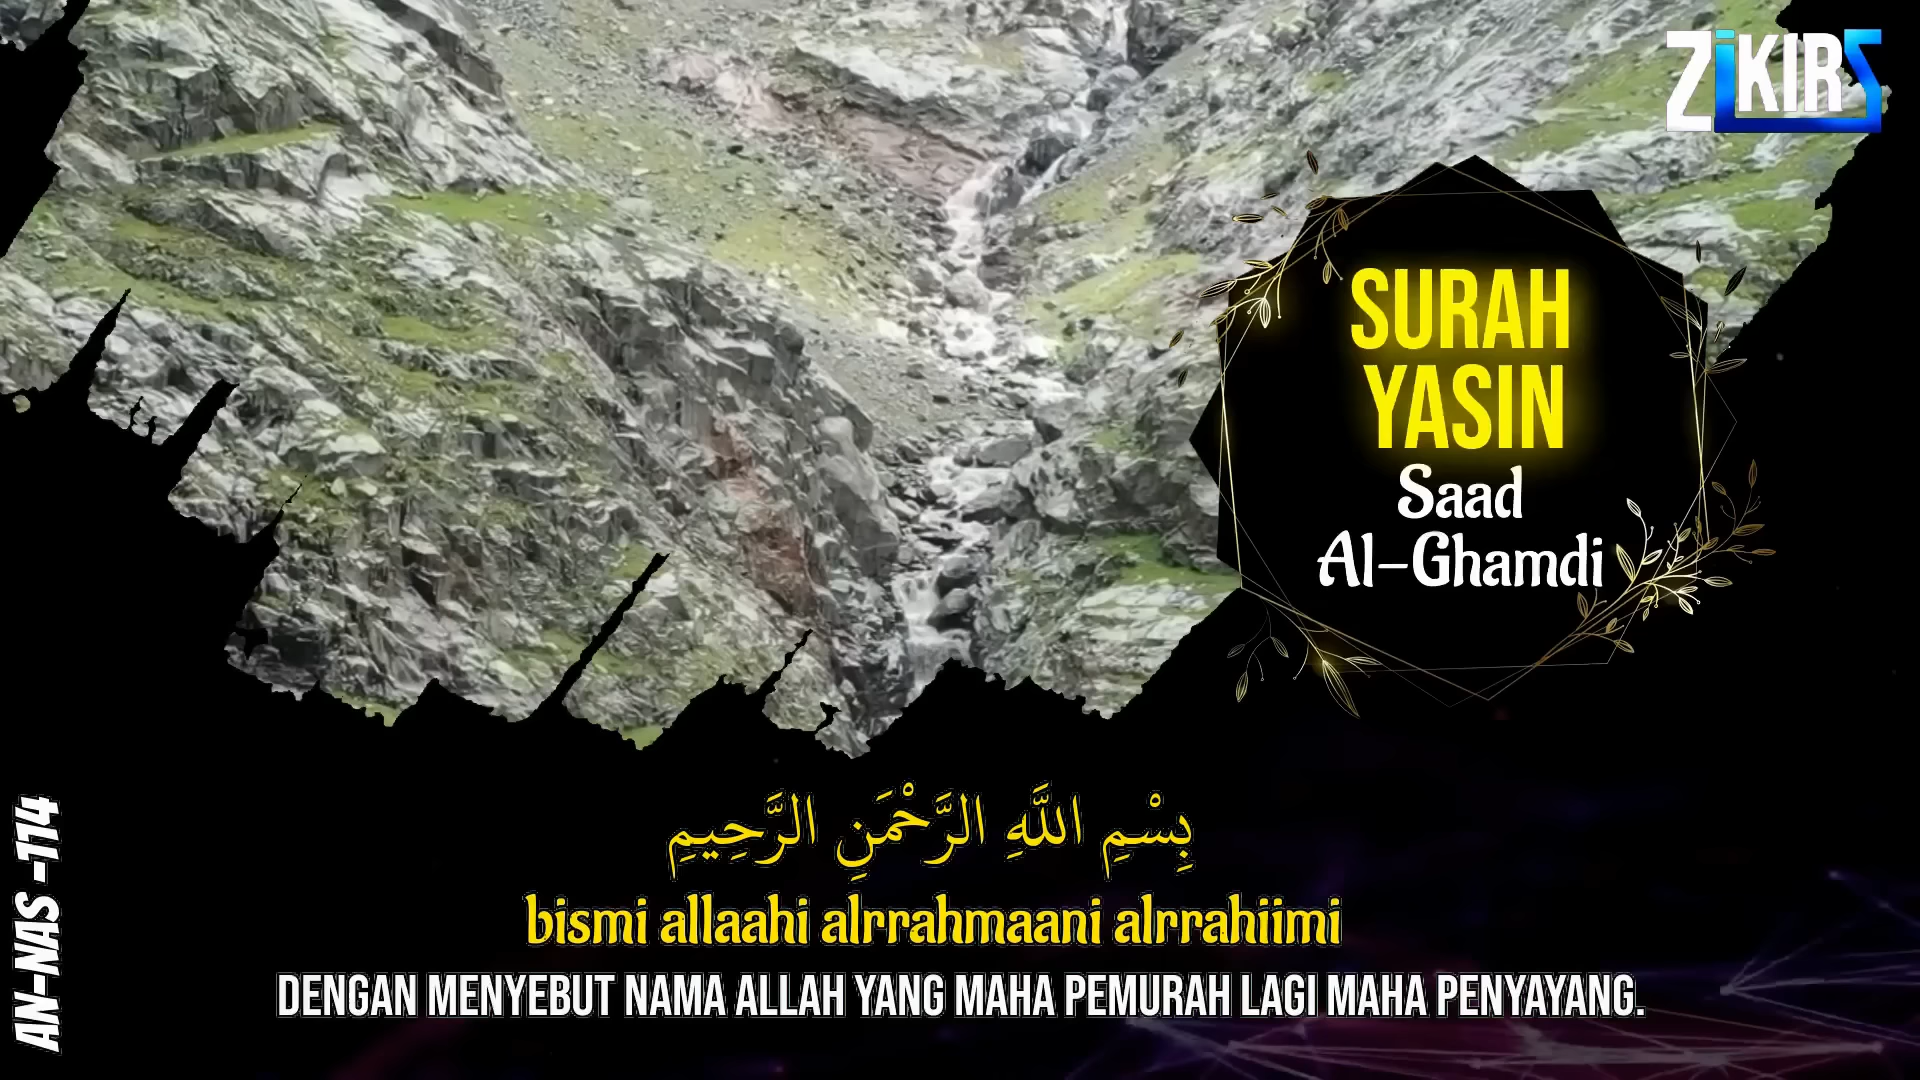 ZiKIRS
SURAH
YASIN
Saad
Al-Ghamdi
بِسْمِ اللَّهِ الرَّحْمَنِ الرَّحِيمِ
bismi allaahi alrrahmaani alrrahiimi
DENGAN MENYEBUT NAMA ALLAH YANG MAHA PEMURAH LAGI MAHA PENYAYANG.
AN-NAS -114